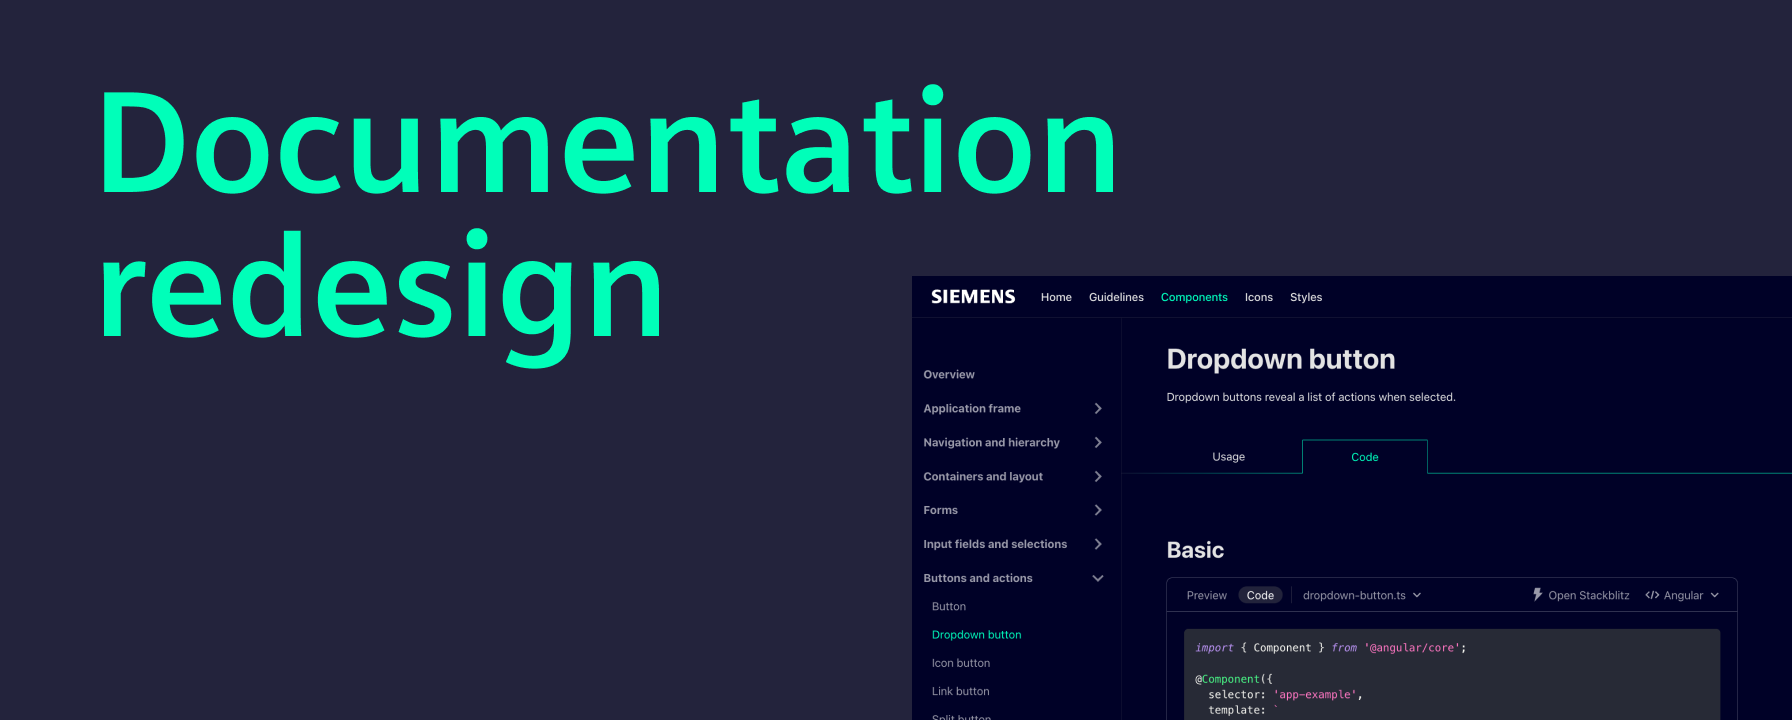 Documentation
redesign
SIEMENS Home Guidelines Components Icons Styles
Overview
Application frame
Navigation and hierarchy
Containers and layout
Forms
Input fields and selections
Buttons and actions
Button
Dropdown button
Icon button
Link button
Split button
Dropdown button
Dropdown buttons reveal a list of actions when selected.
Usage Code
Basic
Preview Code dropdown-button.ts Open Stackblitz </> Angular
import { Component } from '@angular/core';
@Component({
selector: 'app-example',
template: `